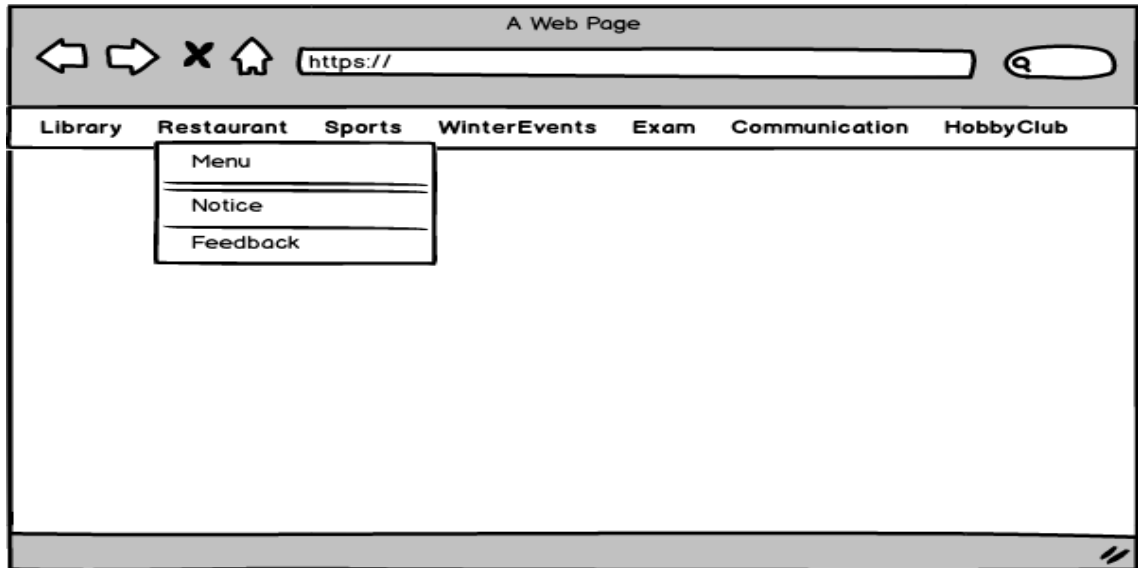 A Web Page
https://
Library Restaurant Sports WinterEvents Exam Communication HobbyClub
Menu
Notice
Feedback